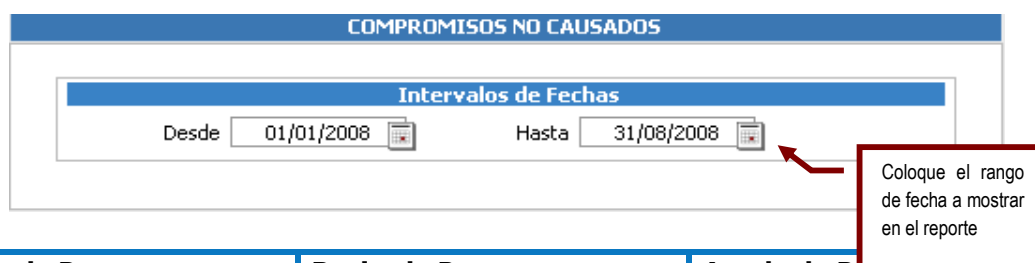 COMPROMISOS NO CAUSADOS
Intervalos de Fechas
Desde 01/01/2008 Hasta 31/08/2008
Coloque el rango
de fecha a mostrar
en el reporte